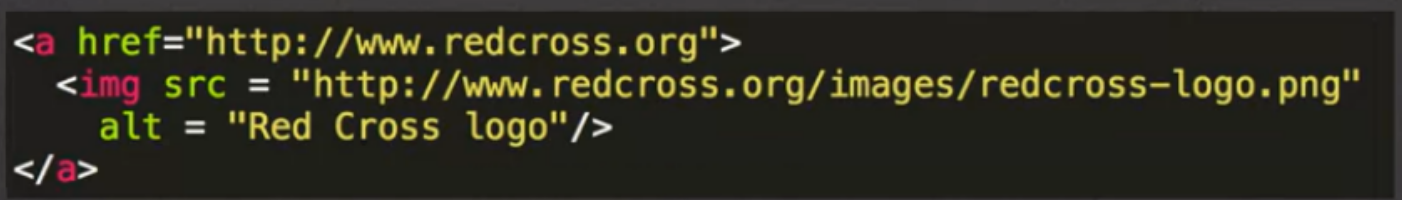 <a href="http://www.redcross.org">
<img src = "http://www.redcross.org/images/redcross-logo.png"
alt = "Red Cross logo"/>
</a>